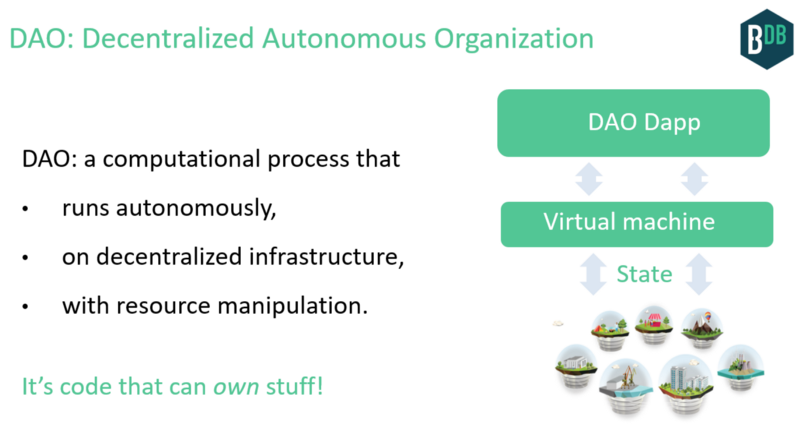 DAO: Decentralized Autonomous Organization
BDB
DAO Dapp
DAO: a computational process that
• runs autonomously,
Virtual machine
• on decentralized infrastructure,
State
• with resource manipulation.
It's code that can own stuff!